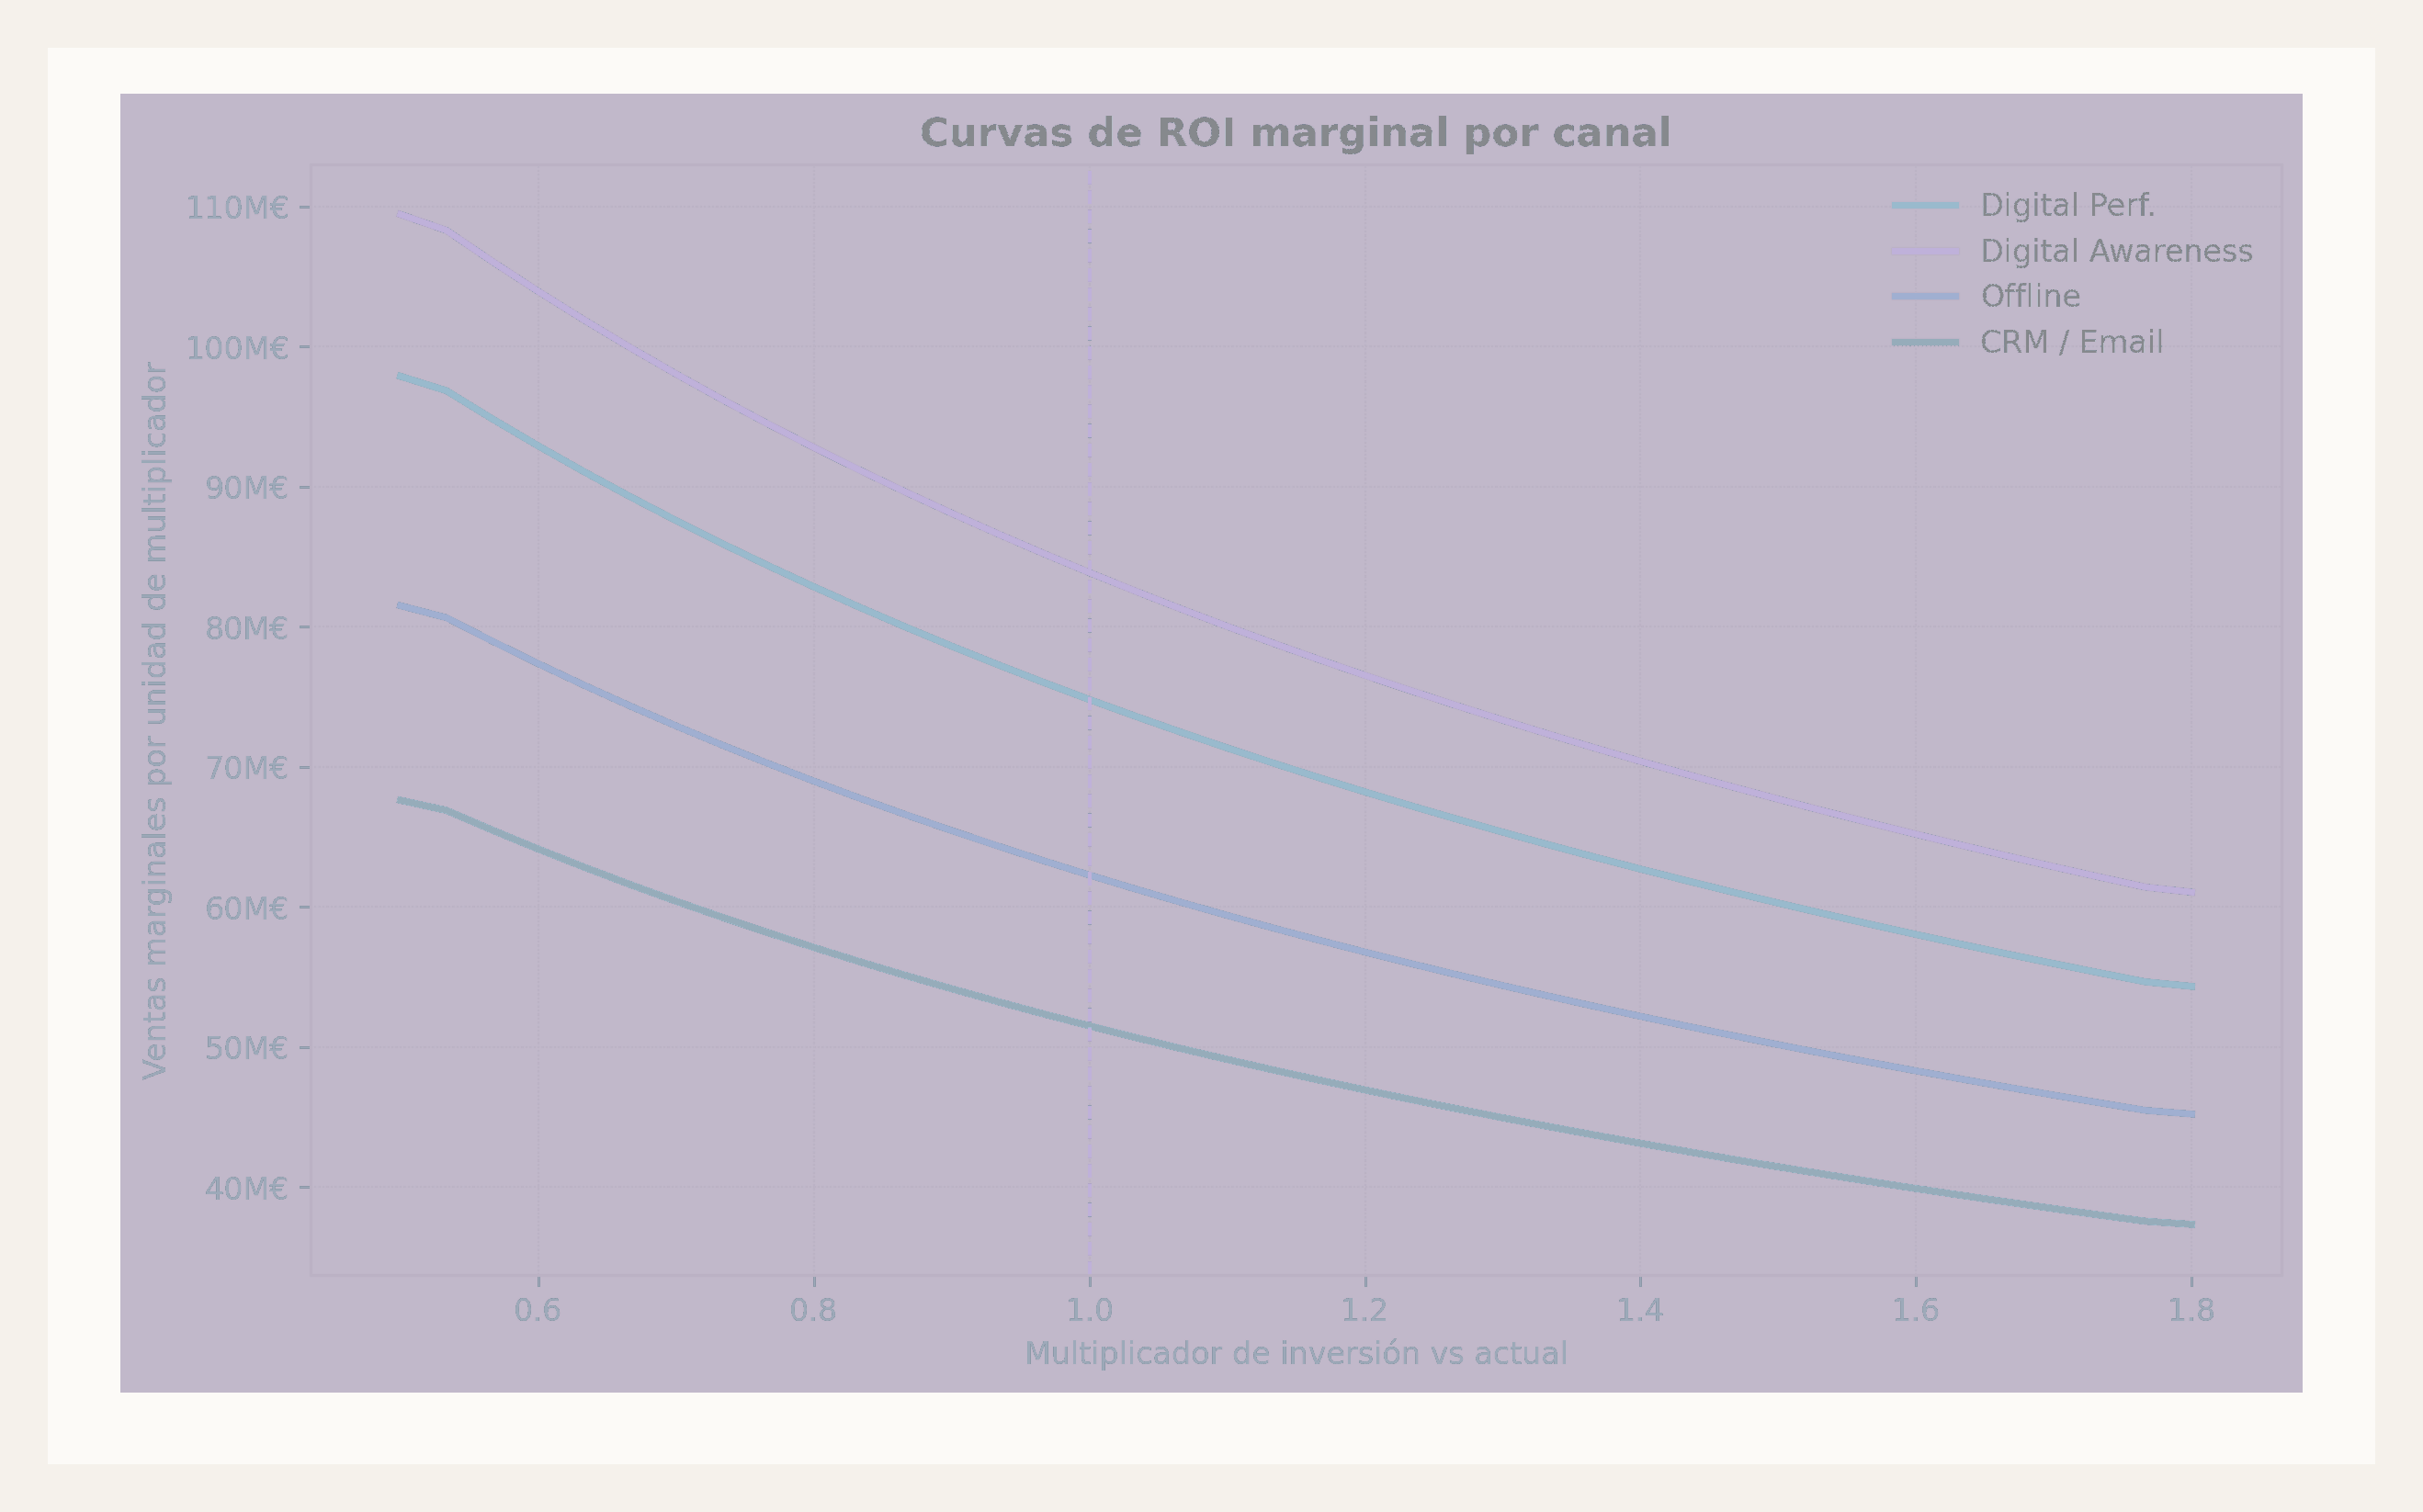 Curvas de ROI marginal por canal
Digital Perf.
Digital Awareness
Offline
CRM / Email
Ventas marginales por unidad de multiplicador
110M€
100M€
90M€
80M€
70M€
60M€
50M€
40M€
0.6
0.8
1.0
1.2
1.4
1.6
1.8
Multiplicador de inversión vs actual